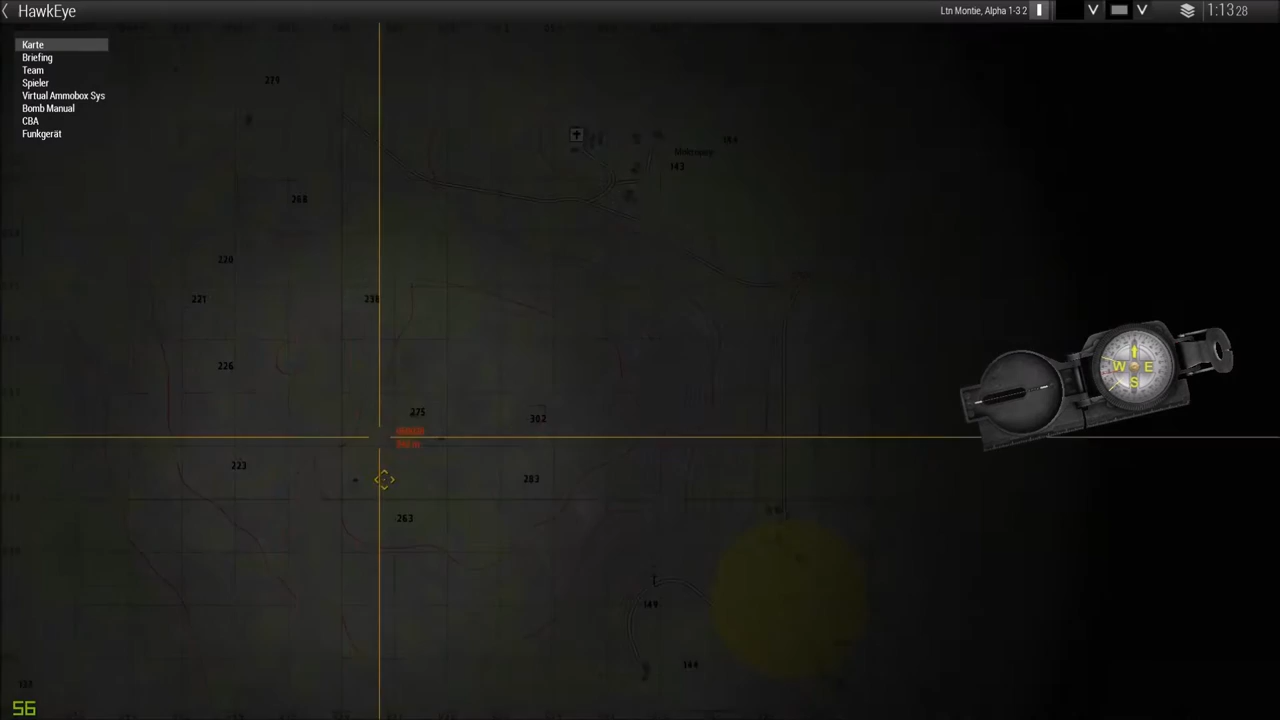 HawkEye
Ltn Montie, Alpha 1-3 2
1:13 28
Karte
Briefing
Team
Spieler
Virtual Ammobox Sys
Bomb Manual
CBA
Funkgerät
279
143
268
220
221
238
226
275
302
223
283
263
149
144
W E
S
56